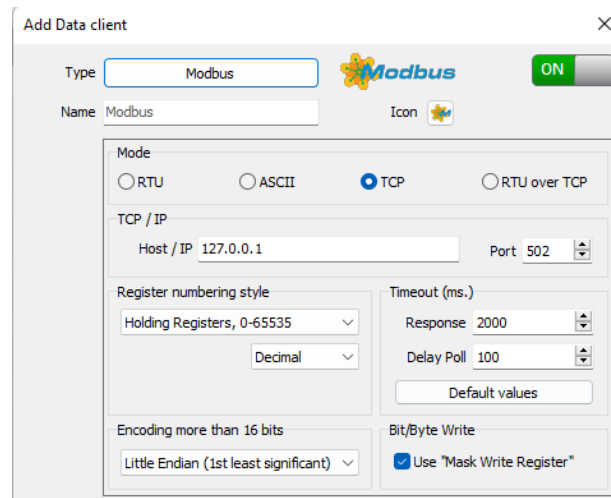 Add Data client
Type Modbus Modbus ON
Name Modbus Icon
Mode
RTU ASCII TCP RTU over TCP
TCP / IP
Host / IP 127.0.0.1 Port 502
Register numbering style
Holding Registers, 0-65535
Decimal
Timeout (ms.)
Response 2000
Delay Poll 100
Default values
Encoding more than 16 bits
Little Endian (1st least significant)
Bit/Byte Write
Use "Mask Write Register"